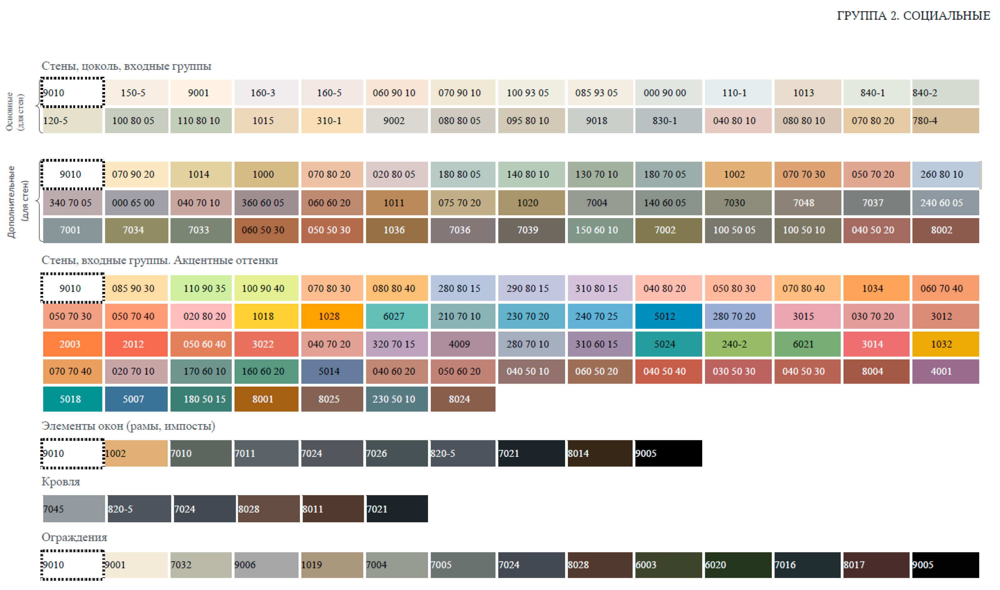 ГРУППА 2. СОЦИАЛЬНЫЕ
Стены, цоколь, входные группы
Основные
(для стен)
9010 150-5 9001 160-3 160-5 060 90 10 070 90 10 100 93 05 085 93 05 000 90 00 110-1 1013 840-1 840-2
120-5 100 80 05 110 80 10 1015 310-1 9002 080 80 05 095 80 10 9018 830-1 040 80 10 080 80 10 070 80 20 780-4
Дополнительные
(для стен)
9010 070 90 20 1014 1000 070 80 20 020 80 05 180 80 05 140 80 10 130 70 10 180 70 05 1002 070 70 30 050 70 20 260 80 10
340 70 05 000 65 00 040 70 10 360 60 05 060 60 20 1011 075 70 20 1020 7004 140 60 05 7030 7048 7037 240 60 05
7001 7034 7033 060 50 30 050 50 30 1036 7036 7039 150 60 10 7002 100 50 05 100 50 10 040 50 20 8002
Стены, входные группы. Акцентные оттенки
9010 085 90 30 110 90 35 100 90 40 070 80 30 080 80 40 280 80 15 290 80 15 310 80 15 040 80 20 050 80 30 070 80 40 1034 060 70 40
050 70 30 050 70 40 020 80 20 1018 1028 6027 210 70 10 230 70 20 240 70 25 5012 280 70 20 3015 030 70 20 3012
2003 2012 050 60 40 3022 040 70 20 320 70 15 4009 280 70 10 310 60 15 5024 240-2 6021 3014 1032
070 70 40 020 70 10 170 60 10 160 60 20 5014 040 60 20 050 60 20 040 50 10 060 50 20 040 50 40 030 50 30 040 50 30 8004 4001
5018 5007 180 50 15 8001 8025 230 50 10 8024
Элементы окон (рамы, импосты)
9010 1002 7010 7011 7024 7026 820-5 7021 8014 9005
Кровля
7045 820-5 7024 8028 8011 7021
Ограждения
9010 9001 7032 9006 1019 7004 7005 7024 8028 6003 6020 7016 8017 9005